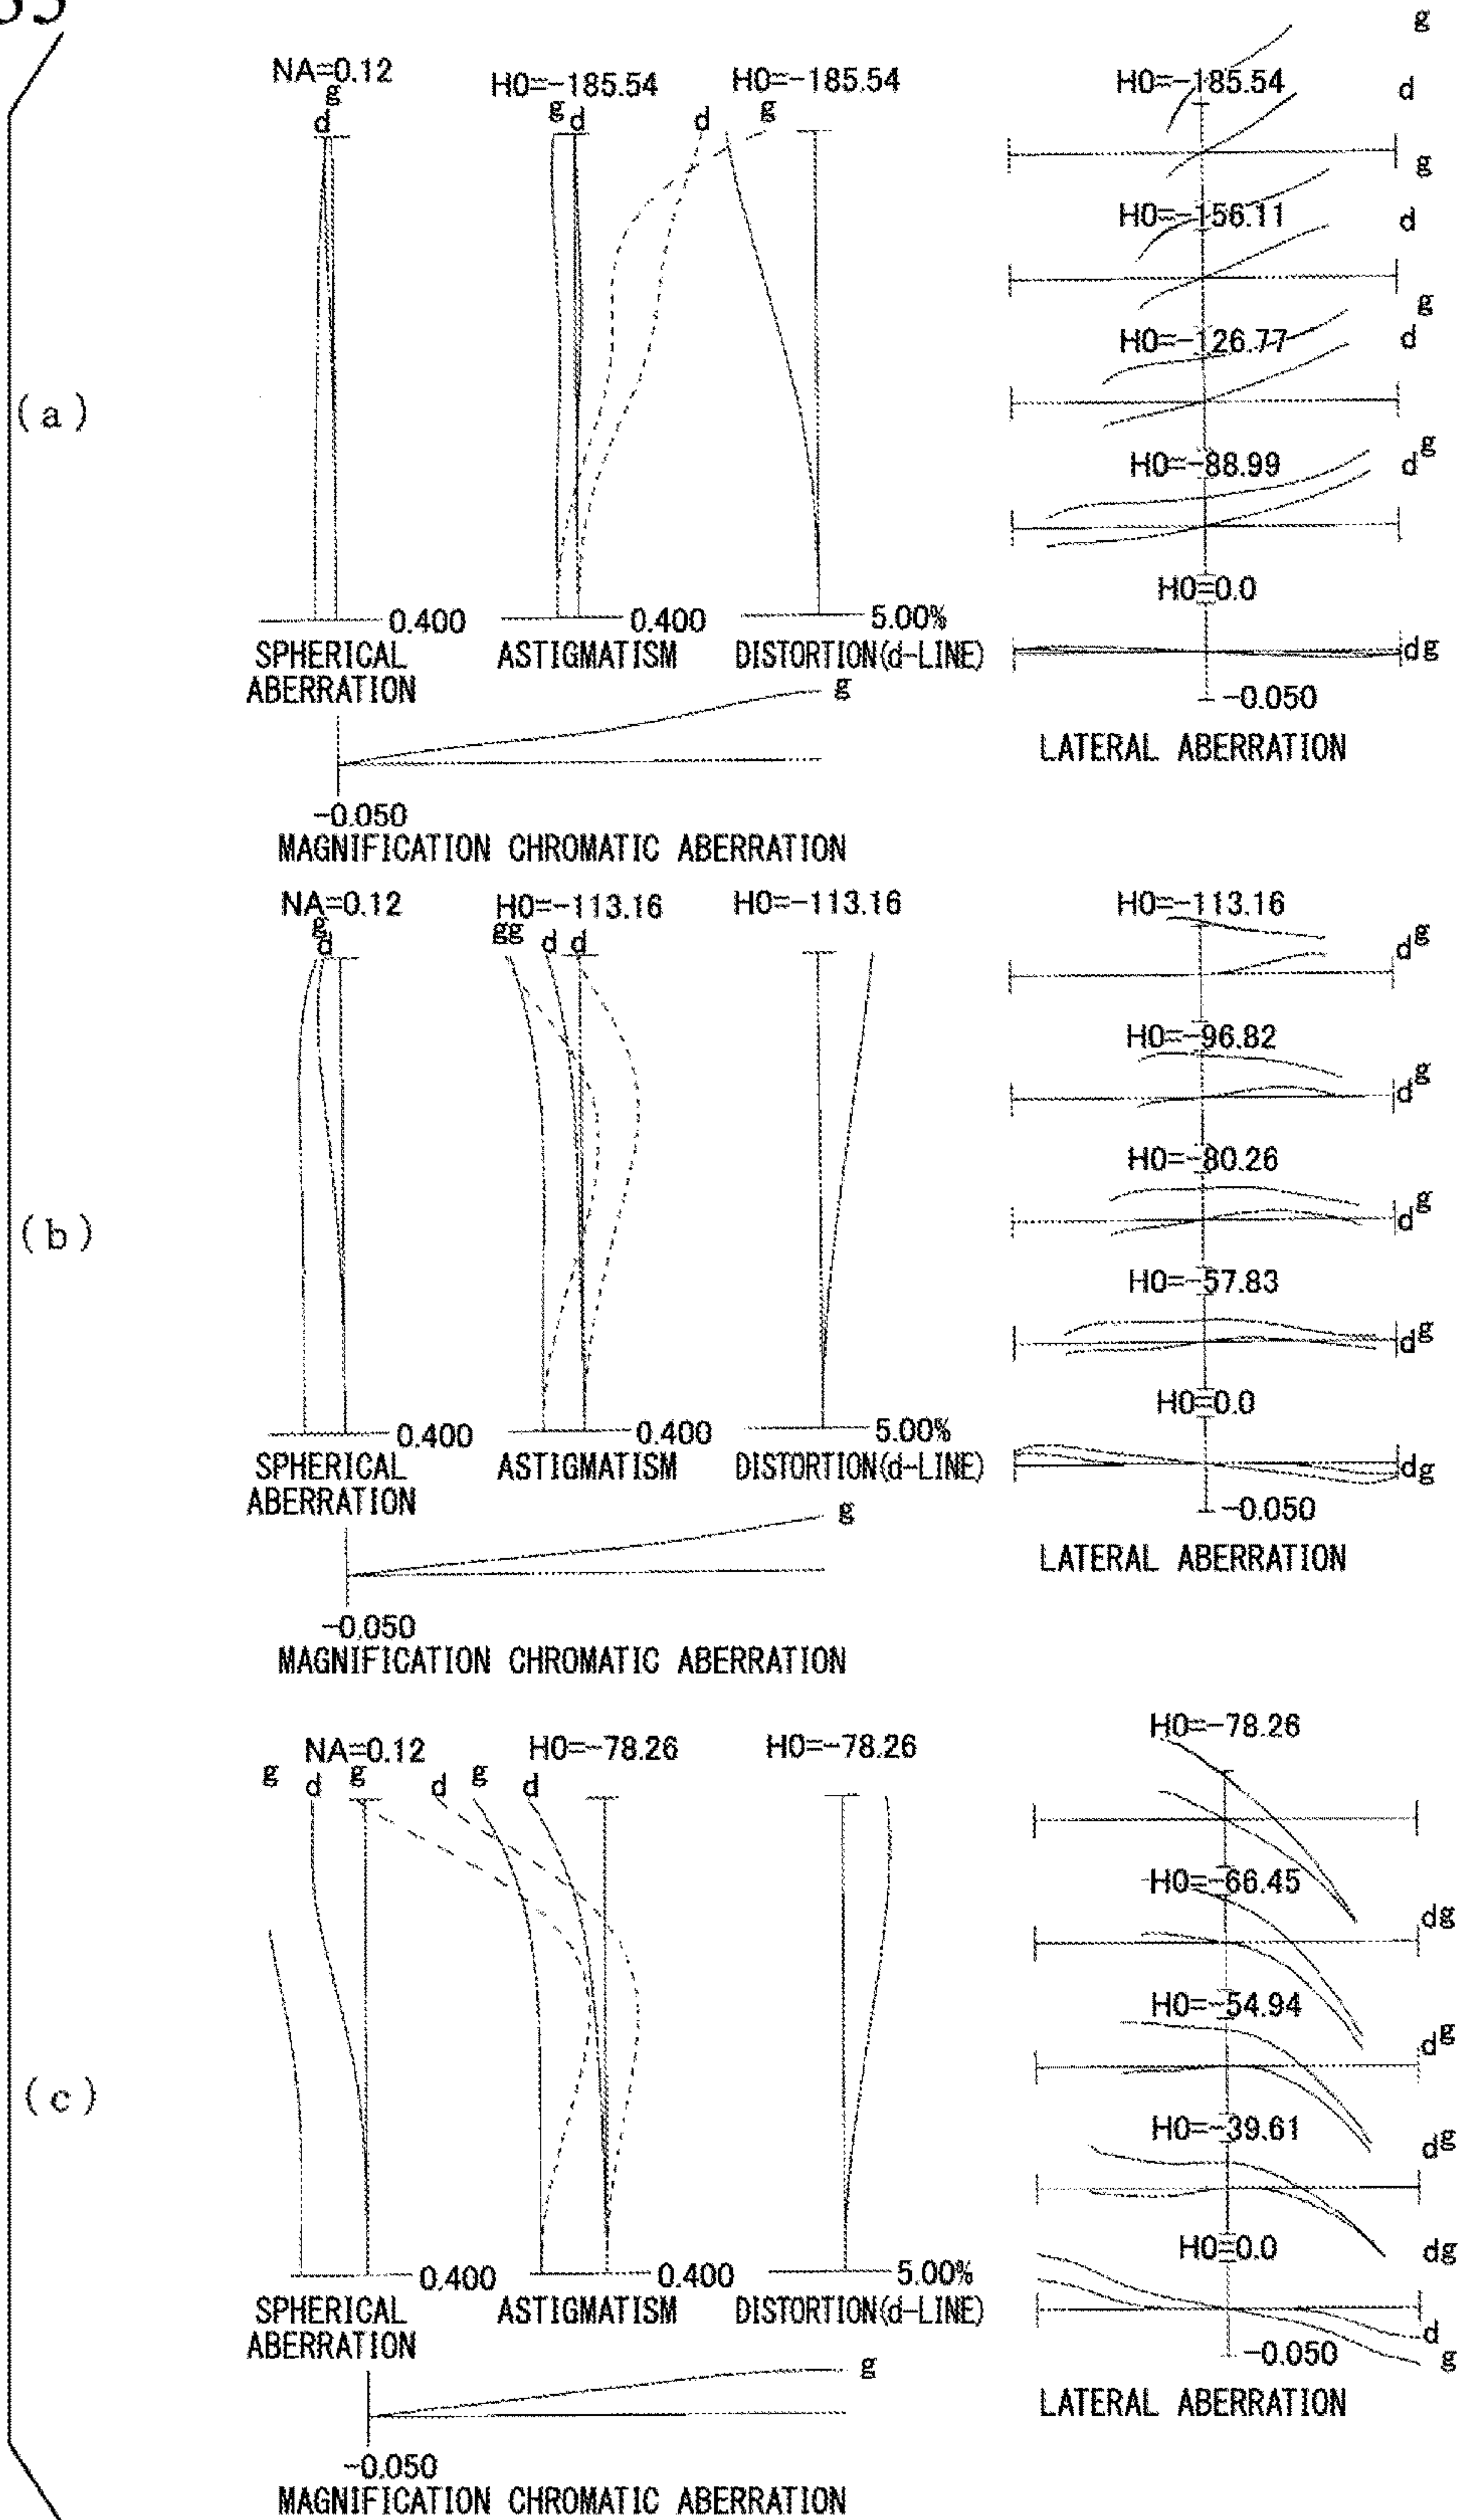 (a)
NA=0.12
g
d
0.400
SPHERICAL
ABERRATION
H0=-185.54
g d d g
0.400
ASTIGMATISM
H0=-185.54
5.00%
DISTORTION(d-LINE)
g
-0.050
MAGNIFICATION CHROMATIC ABERRATION
g
H0=-185.54
d
g
H0=-156.11
d
g
H0=-126.77
d
g
H0=-88.99
d
H0=0.0
dg
-0.050
LATERAL ABERRATION
(b)
NA=0.12
g
d
0.400
SPHERICAL
ABERRATION
H0=-113.16
gg d d
0.400
ASTIGMATISM
H0=-113.16
5.00%
DISTORTION(d-LINE)
g
-0.050
MAGNIFICATION CHROMATIC ABERRATION
H0=-113.16
dg
H0=-96.82
dg
H0=-80.26
dg
H0=-57.83
dg
H0=0.0
dg
-0.050
LATERAL ABERRATION
(c)
NA=0.12
g d
0.400
SPHERICAL
ABERRATION
H0=-78.26
g d g d
0.400
ASTIGMATISM
H0=-78.26
5.00%
DISTORTION(d-LINE)
g
-0.050
MAGNIFICATION CHROMATIC ABERRATION
H0=-78.26
H0=-66.45
dg
H0=-54.94
dg
H0=-39.61
dg
H0=0.0
dg
d
g
-0.050
LATERAL ABERRATION